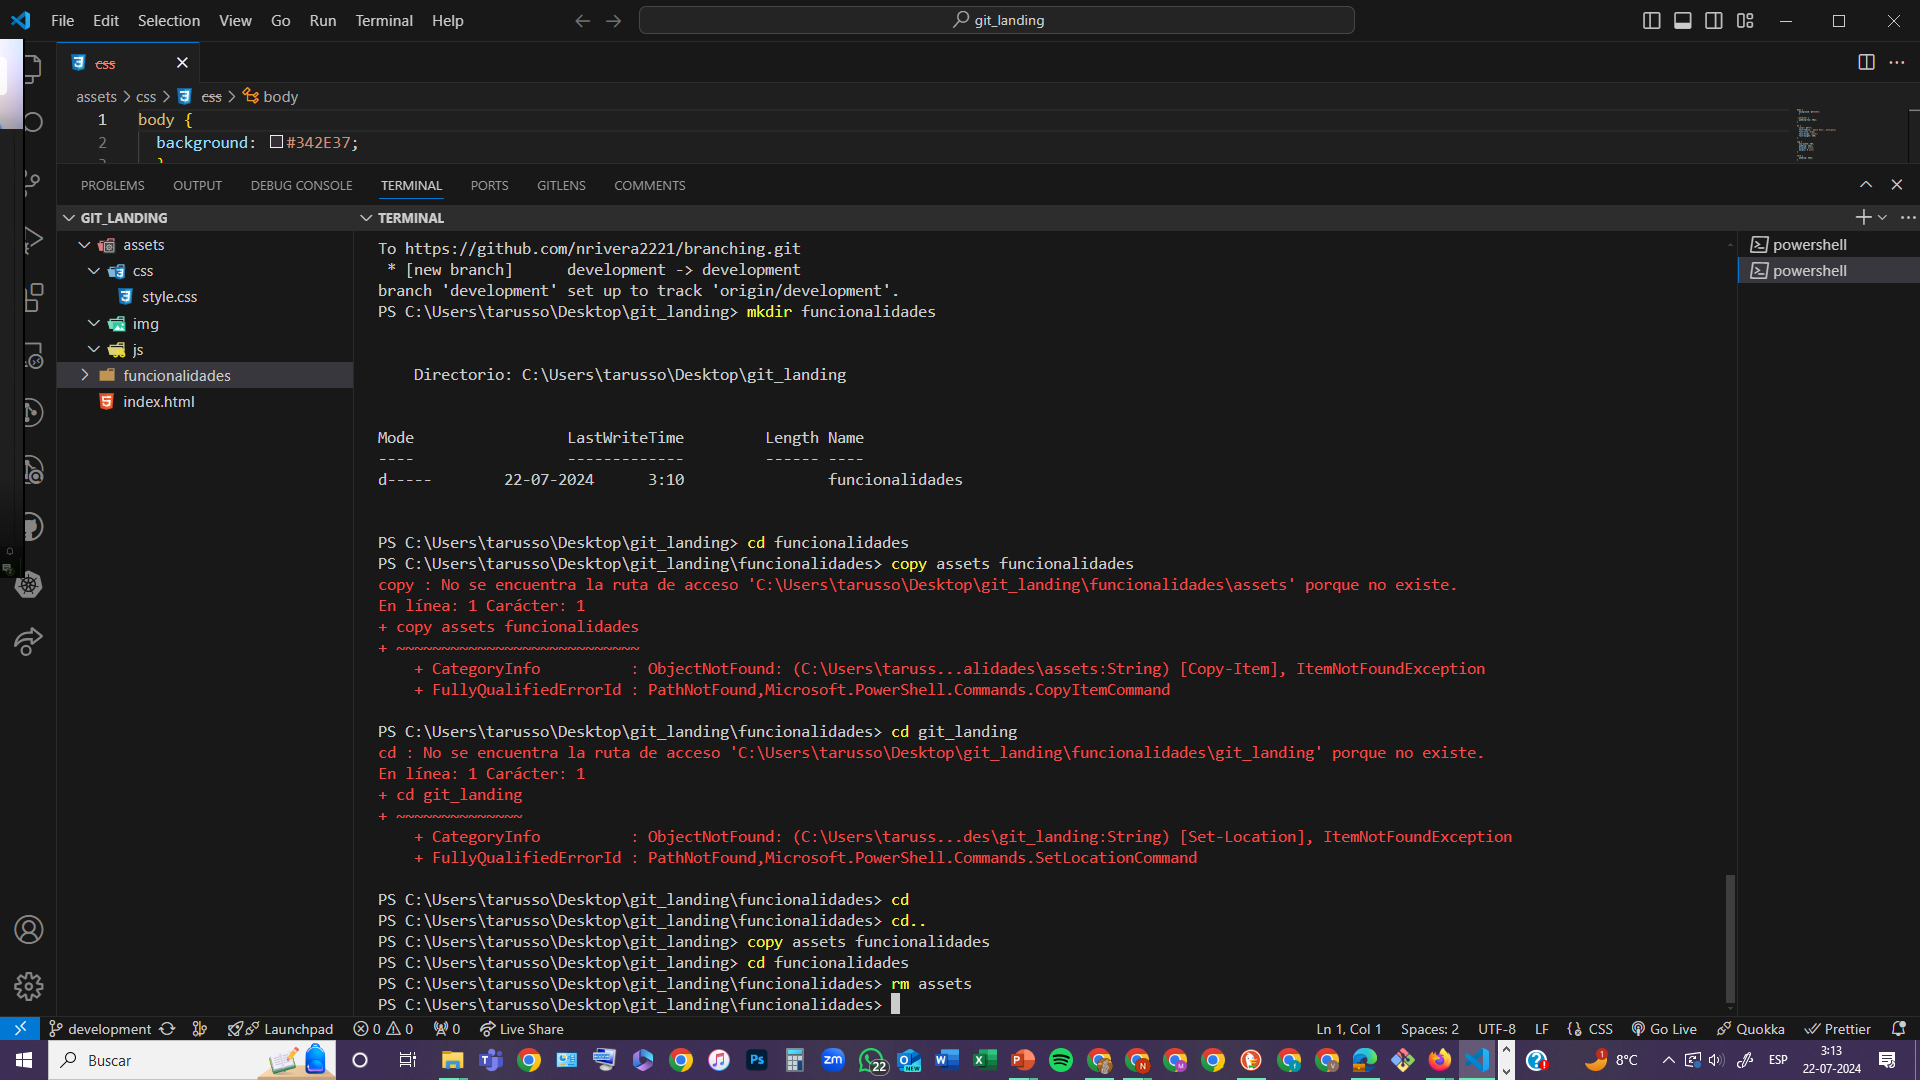 File Edit Selection View Go Run Terminal Help
git_landing
css
assets > css > css > body
1 body {
2 background: #342E37;
}
PROBLEMS OUTPUT DEBUG CONSOLE TERMINAL PORTS GITLENS COMMENTS
GIT_LANDING
assets
css
style.css
img
js
funcionalidades
index.html
TERMINAL
To https://github.com/nrivera2221/branching.git
* [new branch] development -> development
branch 'development' set up to track 'origin/development'.
PS C:\Users\tarusso\Desktop\git_landing> mkdir funcionalidades
Directorio: C:\Users\tarusso\Desktop\git_landing
Mode LastWriteTime Length Name
---- ------------- ------ ----
d----- 22-07-2024 3:10 funcionalidades
PS C:\Users\tarusso\Desktop\git_landing> cd funcionalidades
PS C:\Users\tarusso\Desktop\git_landing\funcionalidades> copy assets funcionalidades
copy : No se encuentra la ruta de acceso 'C:\Users\tarusso\Desktop\git_landing\funcionalidades\assets' porque no existe.
En línea: 1 Carácter: 1
+ copy assets funcionalidades
+ ~~~~~~~~~~~~~~~~~~~~~~~~~~~
+ CategoryInfo : ObjectNotFound: (C:\Users\taruss...alidades\assets:String) [Copy-Item], ItemNotFoundException
+ FullyQualifiedErrorId : PathNotFound,Microsoft.PowerShell.Commands.CopyItemCommand
PS C:\Users\tarusso\Desktop\git_landing\funcionalidades> cd git_landing
cd : No se encuentra la ruta de acceso 'C:\Users\tarusso\Desktop\git_landing\funcionalidades\git_landing' porque no existe.
En línea: 1 Carácter: 1
+ cd git_landing
+ ~~~~~~~~~~~~~~
+ CategoryInfo : ObjectNotFound: (C:\Users\taruss...des\git_landing:String) [Set-Location], ItemNotFoundException
+ FullyQualifiedErrorId : PathNotFound,Microsoft.PowerShell.Commands.SetLocationCommand
PS C:\Users\tarusso\Desktop\git_landing\funcionalidades> cd
PS C:\Users\tarusso\Desktop\git_landing\funcionalidades> cd..
PS C:\Users\tarusso\Desktop\git_landing> copy assets funcionalidades
PS C:\Users\tarusso\Desktop\git_landing> cd funcionalidades
PS C:\Users\tarusso\Desktop\git_landing\funcionalidades> rm assets
PS C:\Users\tarusso\Desktop\git_landing\funcionalidades>
powershell
powershell
development Launchpad 0 0 0 Live Share Ln 1, Col 1 Spaces: 2 UTF-8 LF {} CSS Go Live Quokka Prettier
Buscar 22 8°C ESP 3:13
22-07-2024